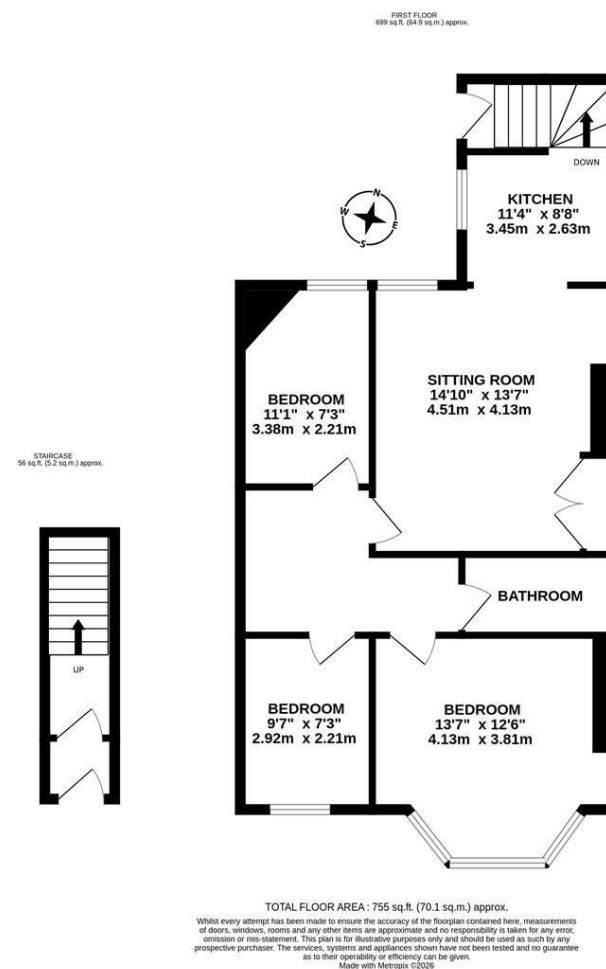 FIRST FLOOR
699 sq.ft. (64.9 sq.m.) approx.
DOWN
KITCHEN
11'4" x 8'8"
3.45m x 2.63m
N
W
E
S
SITTING ROOM
14'10" x 13'7"
4.51m x 4.13m
BEDROOM
11'1" x 7'3"
3.38m x 2.21m
STAIRCASE
56 sq.ft. (5.2 sq.m.) approx.
BATHROOM
UP
BEDROOM
9'7" x 7'3"
2.92m x 2.21m
BEDROOM
13'7" x 12'6"
4.13m x 3.81m
TOTAL FLOOR AREA : 755 sq.ft. (70.1 sq.m.) approx.
Whilst every attempt has been made to ensure the accuracy of the floorplan contained here, measurements
of doors, windows, rooms and any other items are approximate and no responsibility is taken for any error,
omission or mis-statement. This plan is for illustrative purposes only and should be used as such by any
prospective purchaser. The services, systems and appliances shown have not been tested and no guarantee
as to their operability or efficiency can be given.
Made with Metropix ©2026